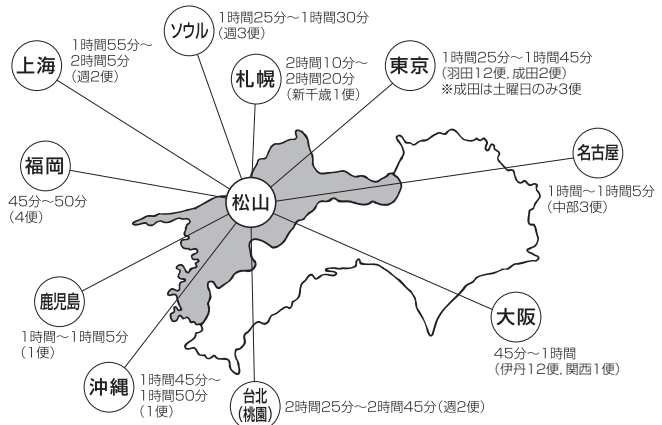 ソウル
1時間25分～1時間30分
（週3便）
上海
1時間55分～
2時間5分
（週2便）
札幌
2時間10分～
2時間20分
（新千歳1便）
東京
1時間25分～1時間45分
（羽田12便，成田2便）
※成田は土曜日のみ3便
福岡
45分～50分
（4便）
松山
名古屋
1時間～1時間5分
（中部3便）
鹿児島
1時間～1時間5分
（1便）
大阪
45分～1時間
（伊丹12便，関西1便）
沖縄
1時間45分～
1時間50分
（1便）
台北
（桃園）
2時間25分～2時間45分（週2便）